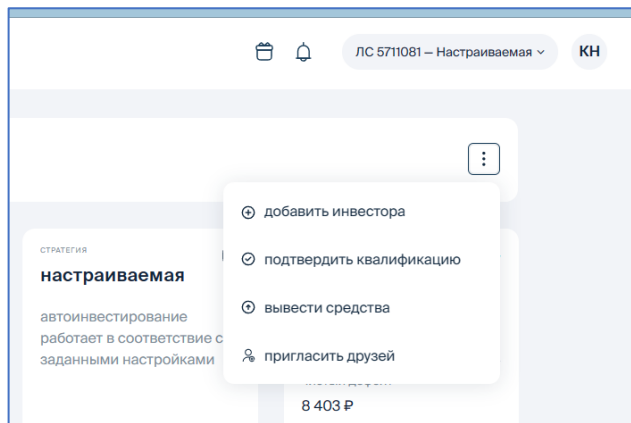 ЛС 5711081 – Настраиваемая
КН
добавить инвестора
СТРАТЕГИЯ
подтвердить квалификацию
настраиваемая
автоинвестирование
вывести средства
работает в соответствие с
заданными настройками
пригласить друзей
8 403 ₽